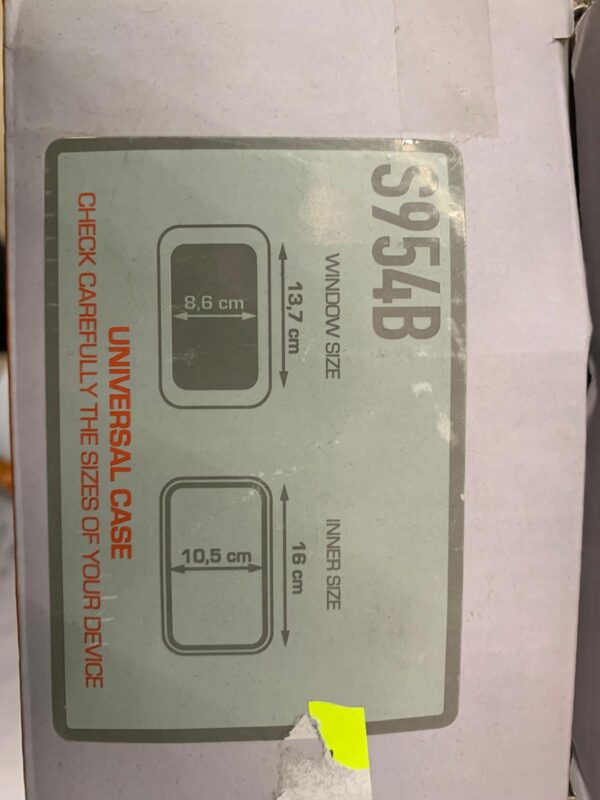 S954B
WINDOW SIZE
13,7 cm
8,6 cm
INNER SIZE
16 cm
10,5 cm
UNIVERSAL CASE
CHECK CAREFULLY THE SIZES OF YOUR DEVICE